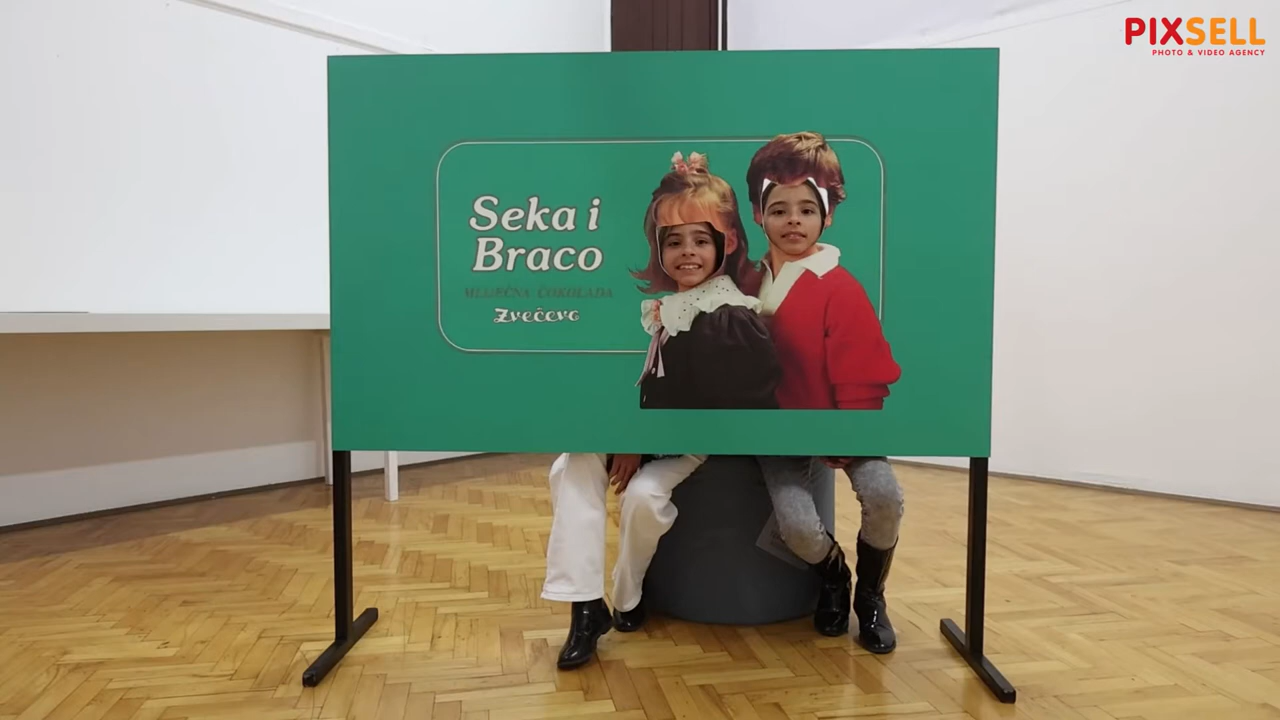 PIXSELL
PHOTO & VIDEO AGENCY
Seka i
Braco
MLIJEČNA ČOKOLADA
Zvečevo